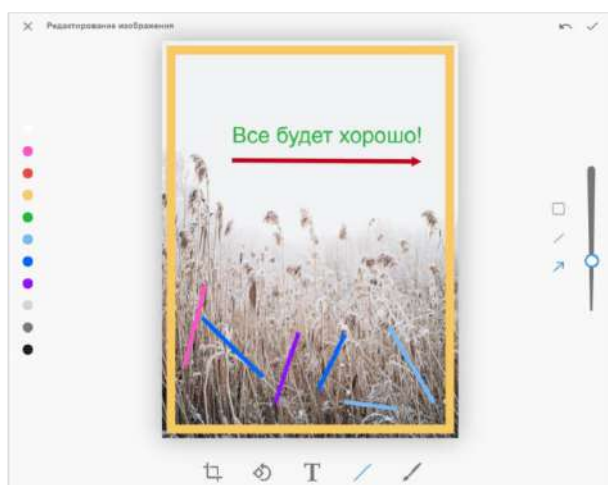 Редактирование изображения
Все будет хорошо!
T